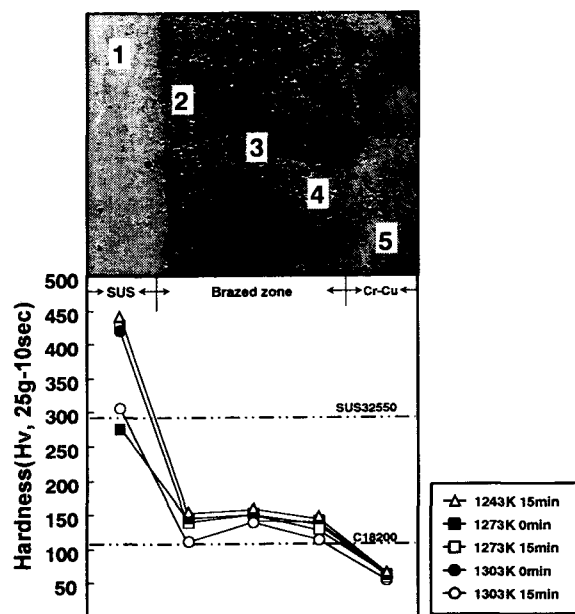 1
2
3
4
5
SUS Brazed zone Cr-Cu
500
450
400
350
300
250
200
150
100
50
Hardness(Hv, 25g-10sec)
SUS32550
C18200
1243K 15min
1273K 0min
1273K 15min
1303K 0min
1303K 15min